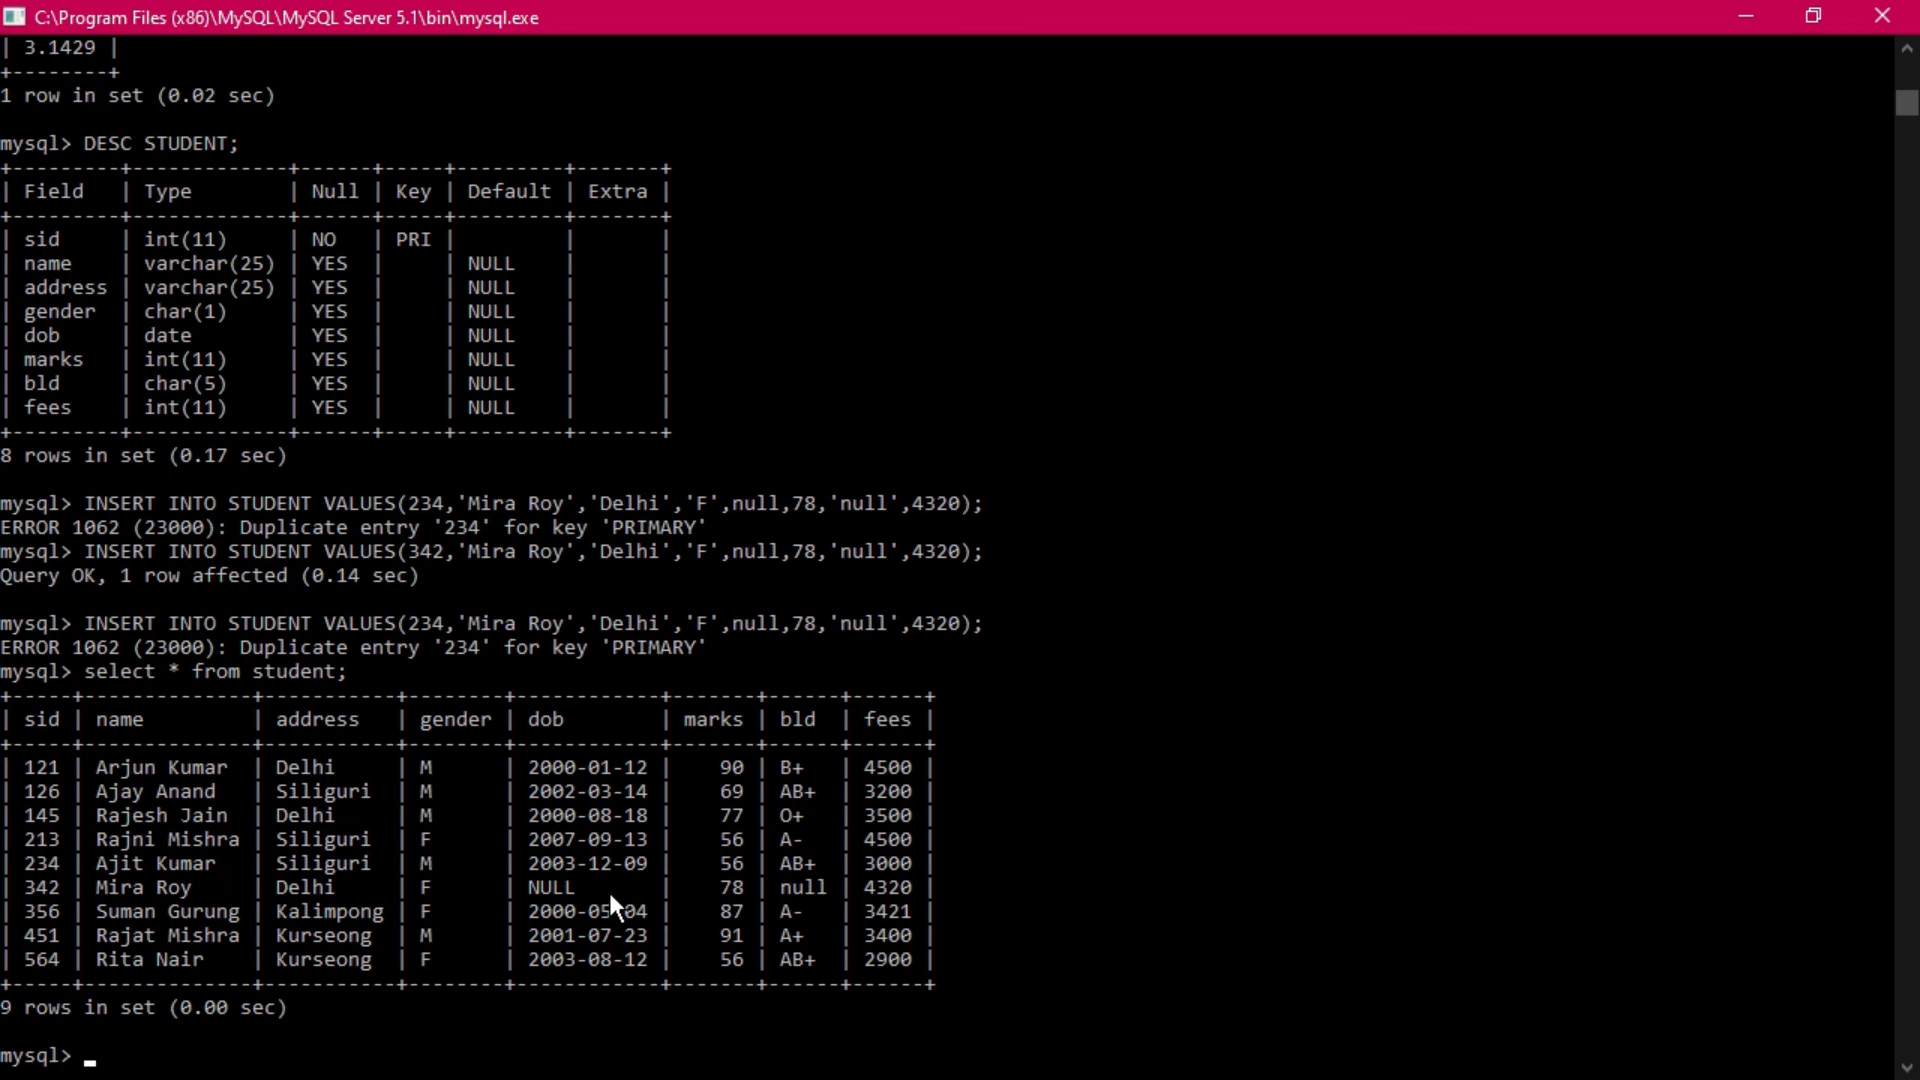 C:\Program Files (x86)\MySQL\MySQL Server 5.1\bin\mysql.exe
| 3.1429 |
+--------+
1 row in set (0.02 sec)

mysql> DESC STUDENT;
+---------+-------------+------+-----+---------+-------+
| Field   | Type        | Null | Key | Default | Extra |
+---------+-------------+------+-----+---------+-------+
| sid     | int(11)     | NO   | PRI |         |       |
| name    | varchar(25) | YES  |     | NULL    |       |
| address | varchar(25) | YES  |     | NULL    |       |
| gender  | char(1)     | YES  |     | NULL    |       |
| dob     | date        | YES  |     | NULL    |       |
| marks   | int(11)     | YES  |     | NULL    |       |
| bld     | char(5)     | YES  |     | NULL    |       |
| fees    | int(11)     | YES  |     | NULL    |       |
+---------+-------------+------+-----+---------+-------+
8 rows in set (0.17 sec)

mysql> INSERT INTO STUDENT VALUES(234,'Mira Roy','Delhi','F',null,78,'null',4320);
ERROR 1062 (23000): Duplicate entry '234' for key 'PRIMARY'
mysql> INSERT INTO STUDENT VALUES(342,'Mira Roy','Delhi','F',null,78,'null',4320);
Query OK, 1 row affected (0.14 sec)

mysql> INSERT INTO STUDENT VALUES(234,'Mira Roy','Delhi','F',null,78,'null',4320);
ERROR 1062 (23000): Duplicate entry '234' for key 'PRIMARY'
mysql> select * from student;
+-----+--------------+-----------+--------+------------+-------+------+------+
| sid | name         | address   | gender | dob        | marks | bld  | fees |
+-----+--------------+-----------+--------+------------+-------+------+------+
| 121 | Arjun Kumar  | Delhi     | M      | 2000-01-12 |    90 | B+   | 4500 |
| 126 | Ajay Anand   | Siliguri  | M      | 2002-03-14 |    69 | AB+  | 3200 |
| 145 | Rajesh Jain  | Delhi     | M      | 2000-08-18 |    77 | O+   | 3500 |
| 213 | Rajni Mishra | Siliguri  | F      | 2007-09-13 |    56 | A-   | 4500 |
| 234 | Ajit Kumar   | Siliguri  | M      | 2003-12-09 |    56 | AB+  | 3000 |
| 342 | Mira Roy     | Delhi     | F      | NULL       |    78 | null | 4320 |
| 356 | Suman Gurung | Kalimpong | F      | 2000-05-04 |    87 | A-   | 3421 |
| 451 | Rajat Mishra | Kurseong  | M      | 2001-07-23 |    91 | A+   | 3400 |
| 564 | Rita Nair    | Kurseong  | F      | 2003-08-12 |    56 | AB+  | 2900 |
+-----+--------------+-----------+--------+------------+-------+------+------+
9 rows in set (0.00 sec)

mysql> _